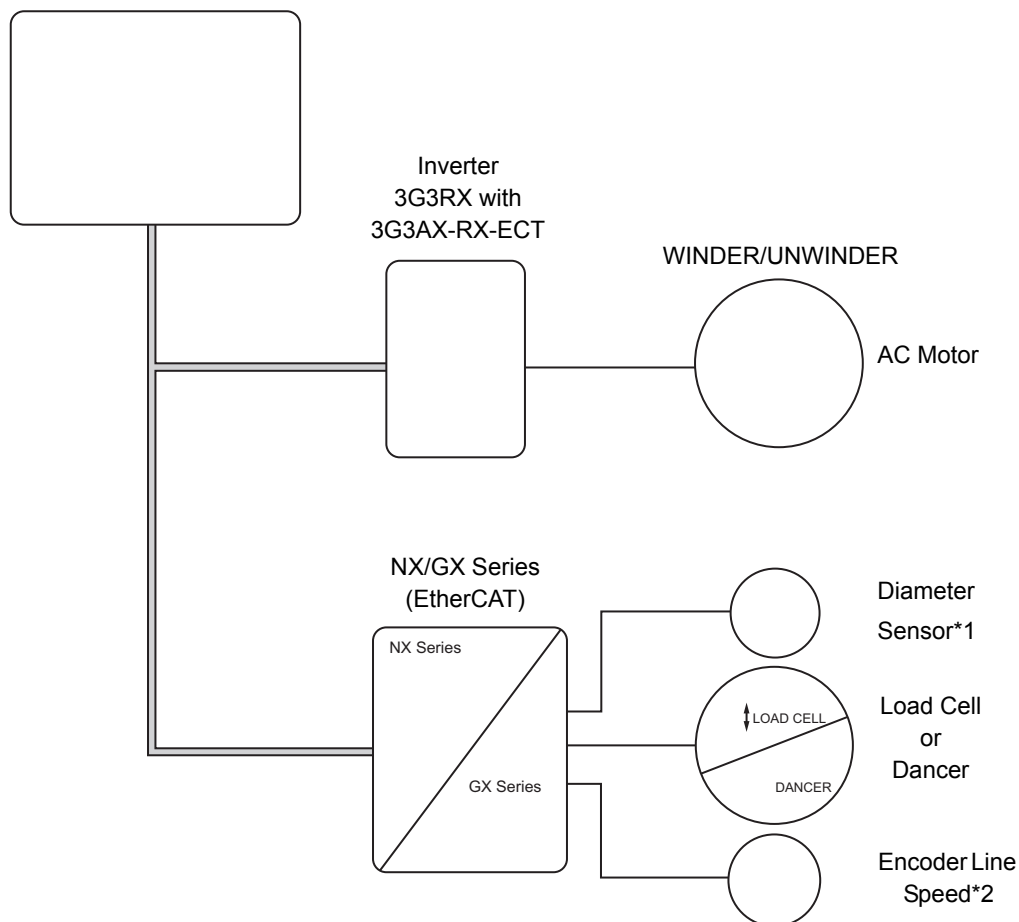 Inverter
3G3RX with
3G3AX-RX-ECT
WINDER/UNWINDER
AC Motor
NX/GX Series
(EtherCAT)
NX Series
GX Series
Diameter
Sensor*1
LOAD CELL
DANCER
Load Cell
or
Dancer
Encoder Line
Speed*2